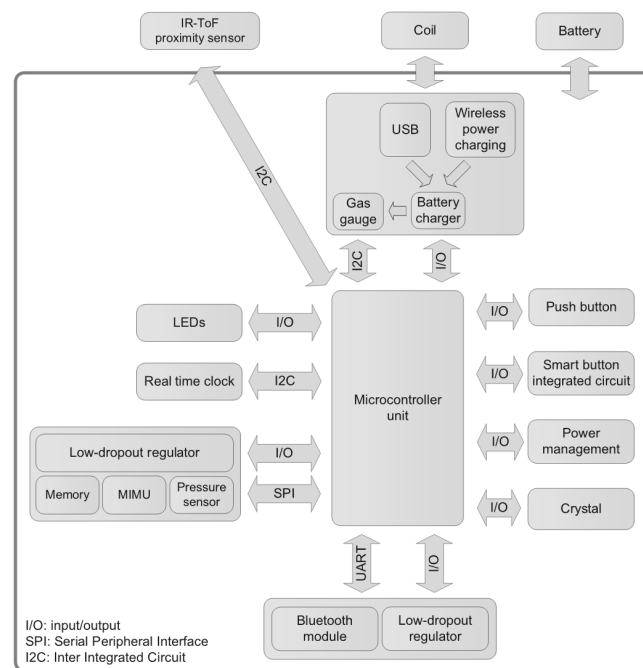 IR-ToF
proximity sensor
Coil
Battery
I2C
USB
Wireless
power
charging
Gas
gauge
Battery
charger
I2C
I/O
LEDs
I/O
Real time clock
I2C
Low-dropout regulator
Memory
MIMU
Pressure
sensor
I/O
SPI
Microcontroller
unit
I/O
Push button
I/O
Smart button
integrated circuit
I/O
Power
management
I/O
Crystal
UART
I/O
Bluetooth
module
Low-dropout
regulator
I/O: input/output
SPI: Serial Peripheral Interface
I2C: Inter Integrated Circuit